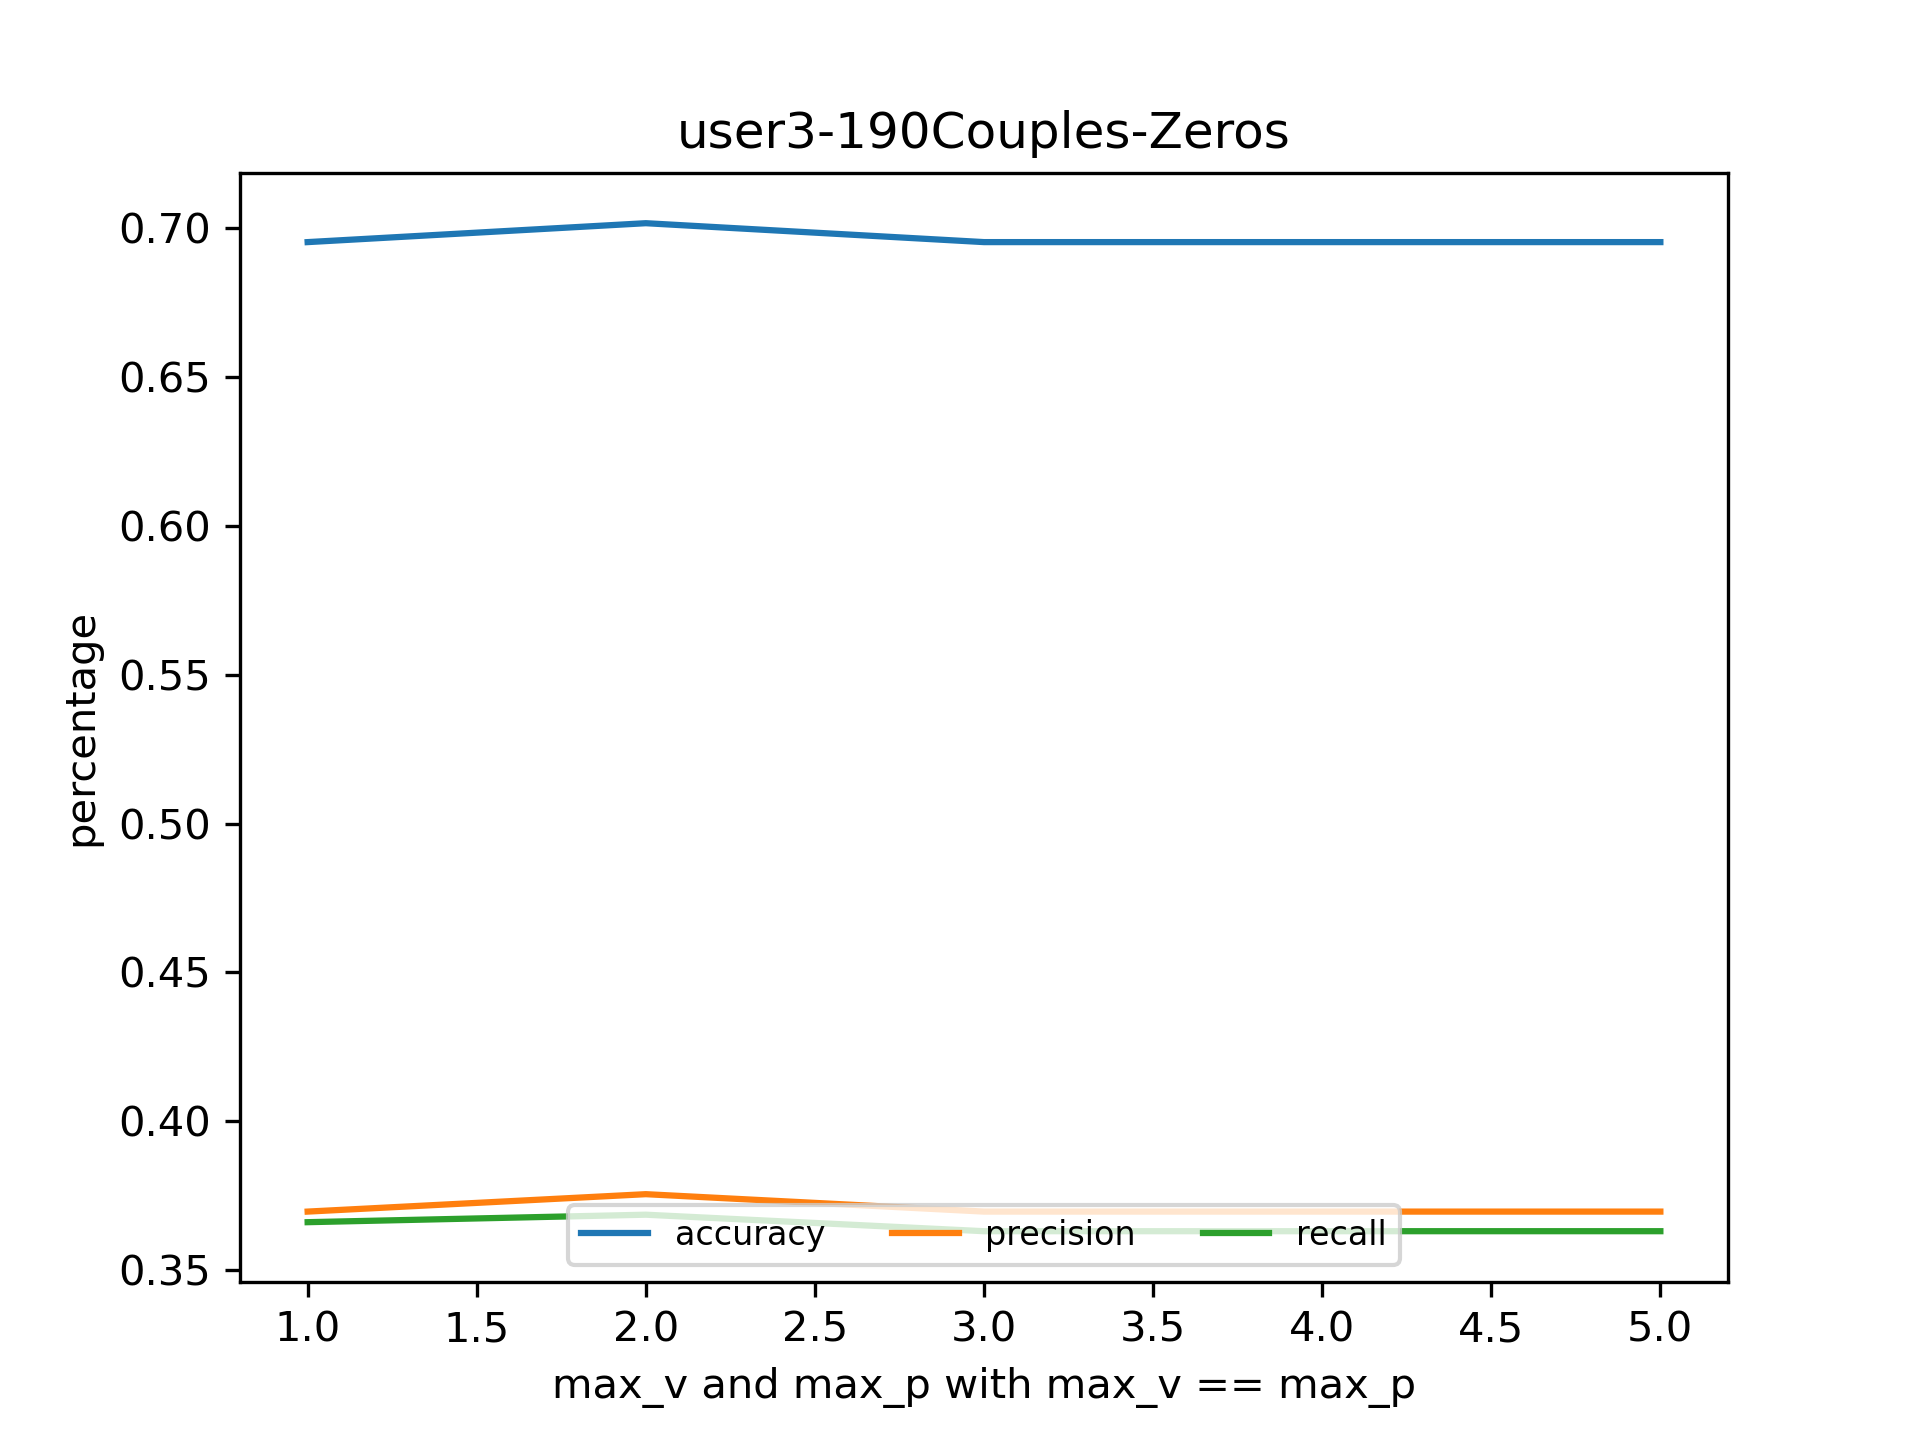 user3-190Couples-Zeros
percentage
0.70
0.65
0.60
0.55
0.50
0.45
0.40
0.35
accuracy precision recall
1.0 1.5 2.0 2.5 3.0 3.5 4.0 4.5 5.0
max_v and max_p with max_v == max_p